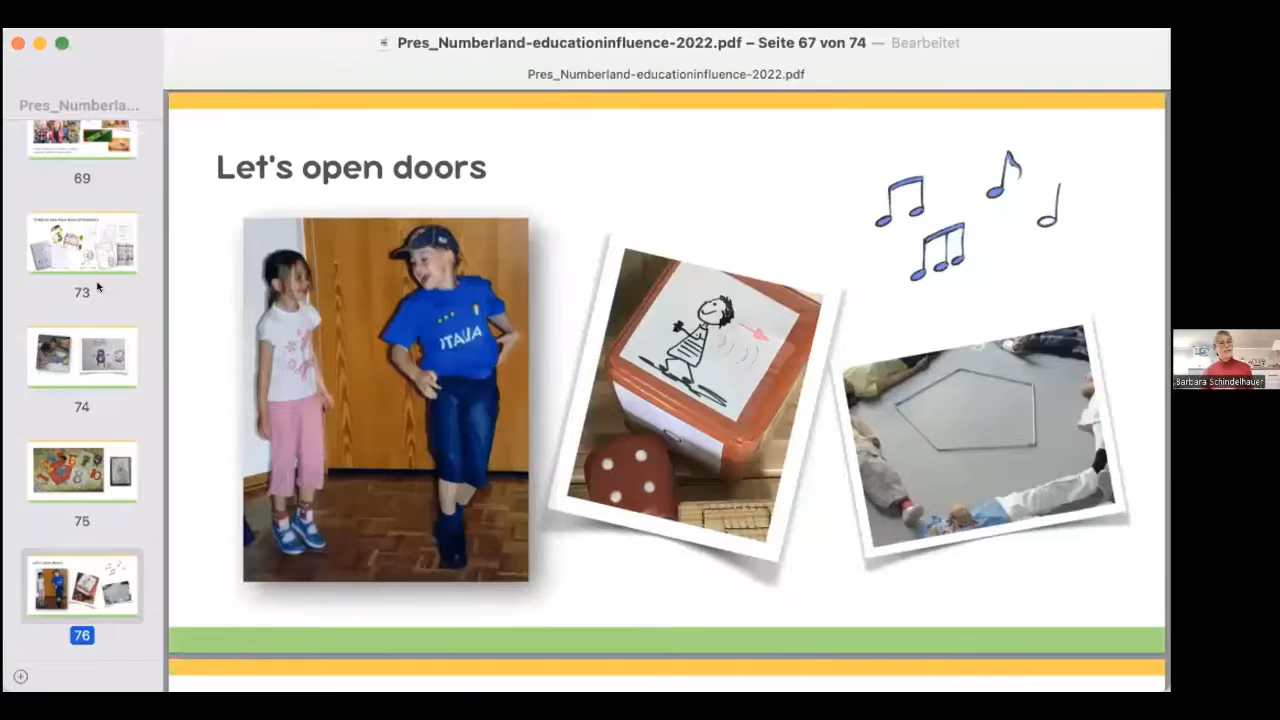 Pres_Numberland-educationinfluence-2022.pdf – Seite 67 von 74 — Bearbeitet
Pres_Numberland-educationinfluence-2022.pdf
Pres_Numberla...
69
73
74
75
76
Let's open doors
ITALIA
Barbara Schindelhauer